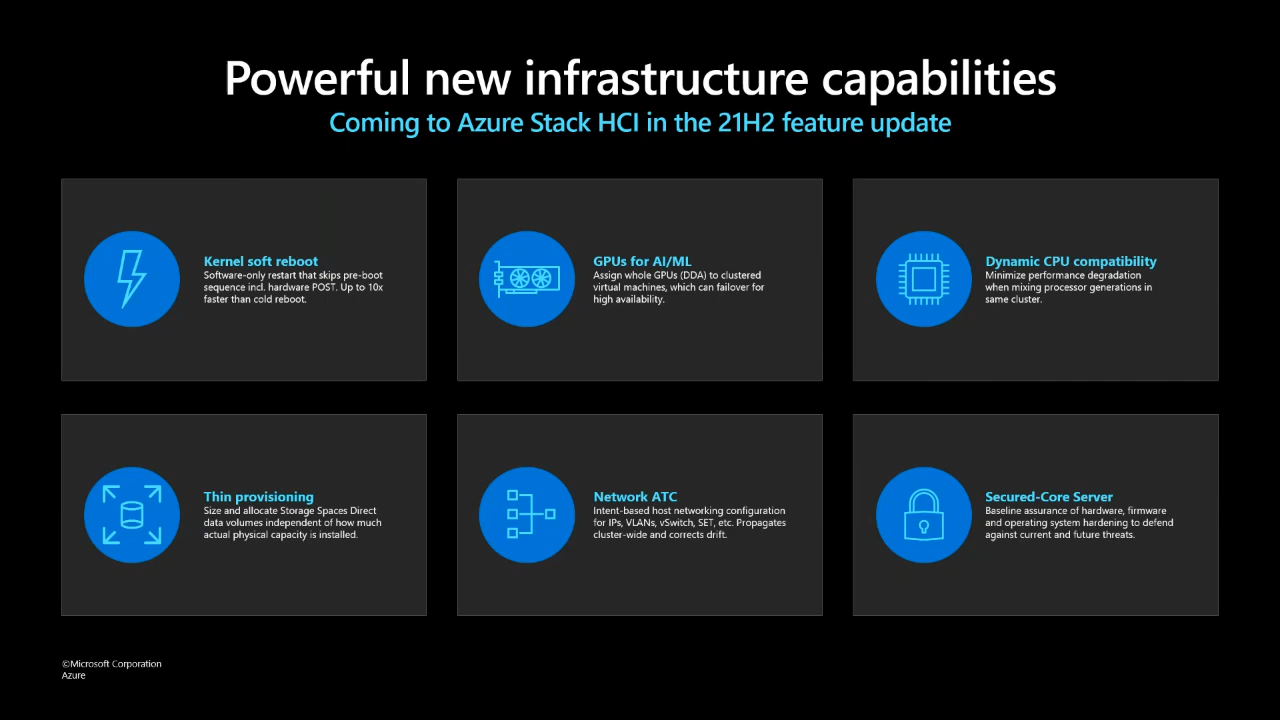 Powerful new infrastructure capabilities
Coming to Azure Stack HCI in the 21H2 feature update
Kernel soft reboot
Software-only restart that skips pre-boot
sequence incl. hardware POST. Up to 10x
faster than cold reboot.
GPUs for AI/ML
Assign whole GPUs (DDA) to clustered
virtual machines, which can failover for
high availability.
Dynamic CPU compatibility
Minimize performance degradation
when mixing processor generations in
same cluster.
Thin provisioning
Size and allocate Storage Spaces Direct
data volumes independent of how much
actual physical capacity is installed.
Network ATC
Intent-based host networking configuration
for IPs, VLANs, vSwitch, SET, etc. Propagates
cluster-wide and corrects drift.
Secured-Core Server
Baseline assurance of hardware, firmware
and operating system hardening to defend
against current and future threats.
©Microsoft Corporation
Azure